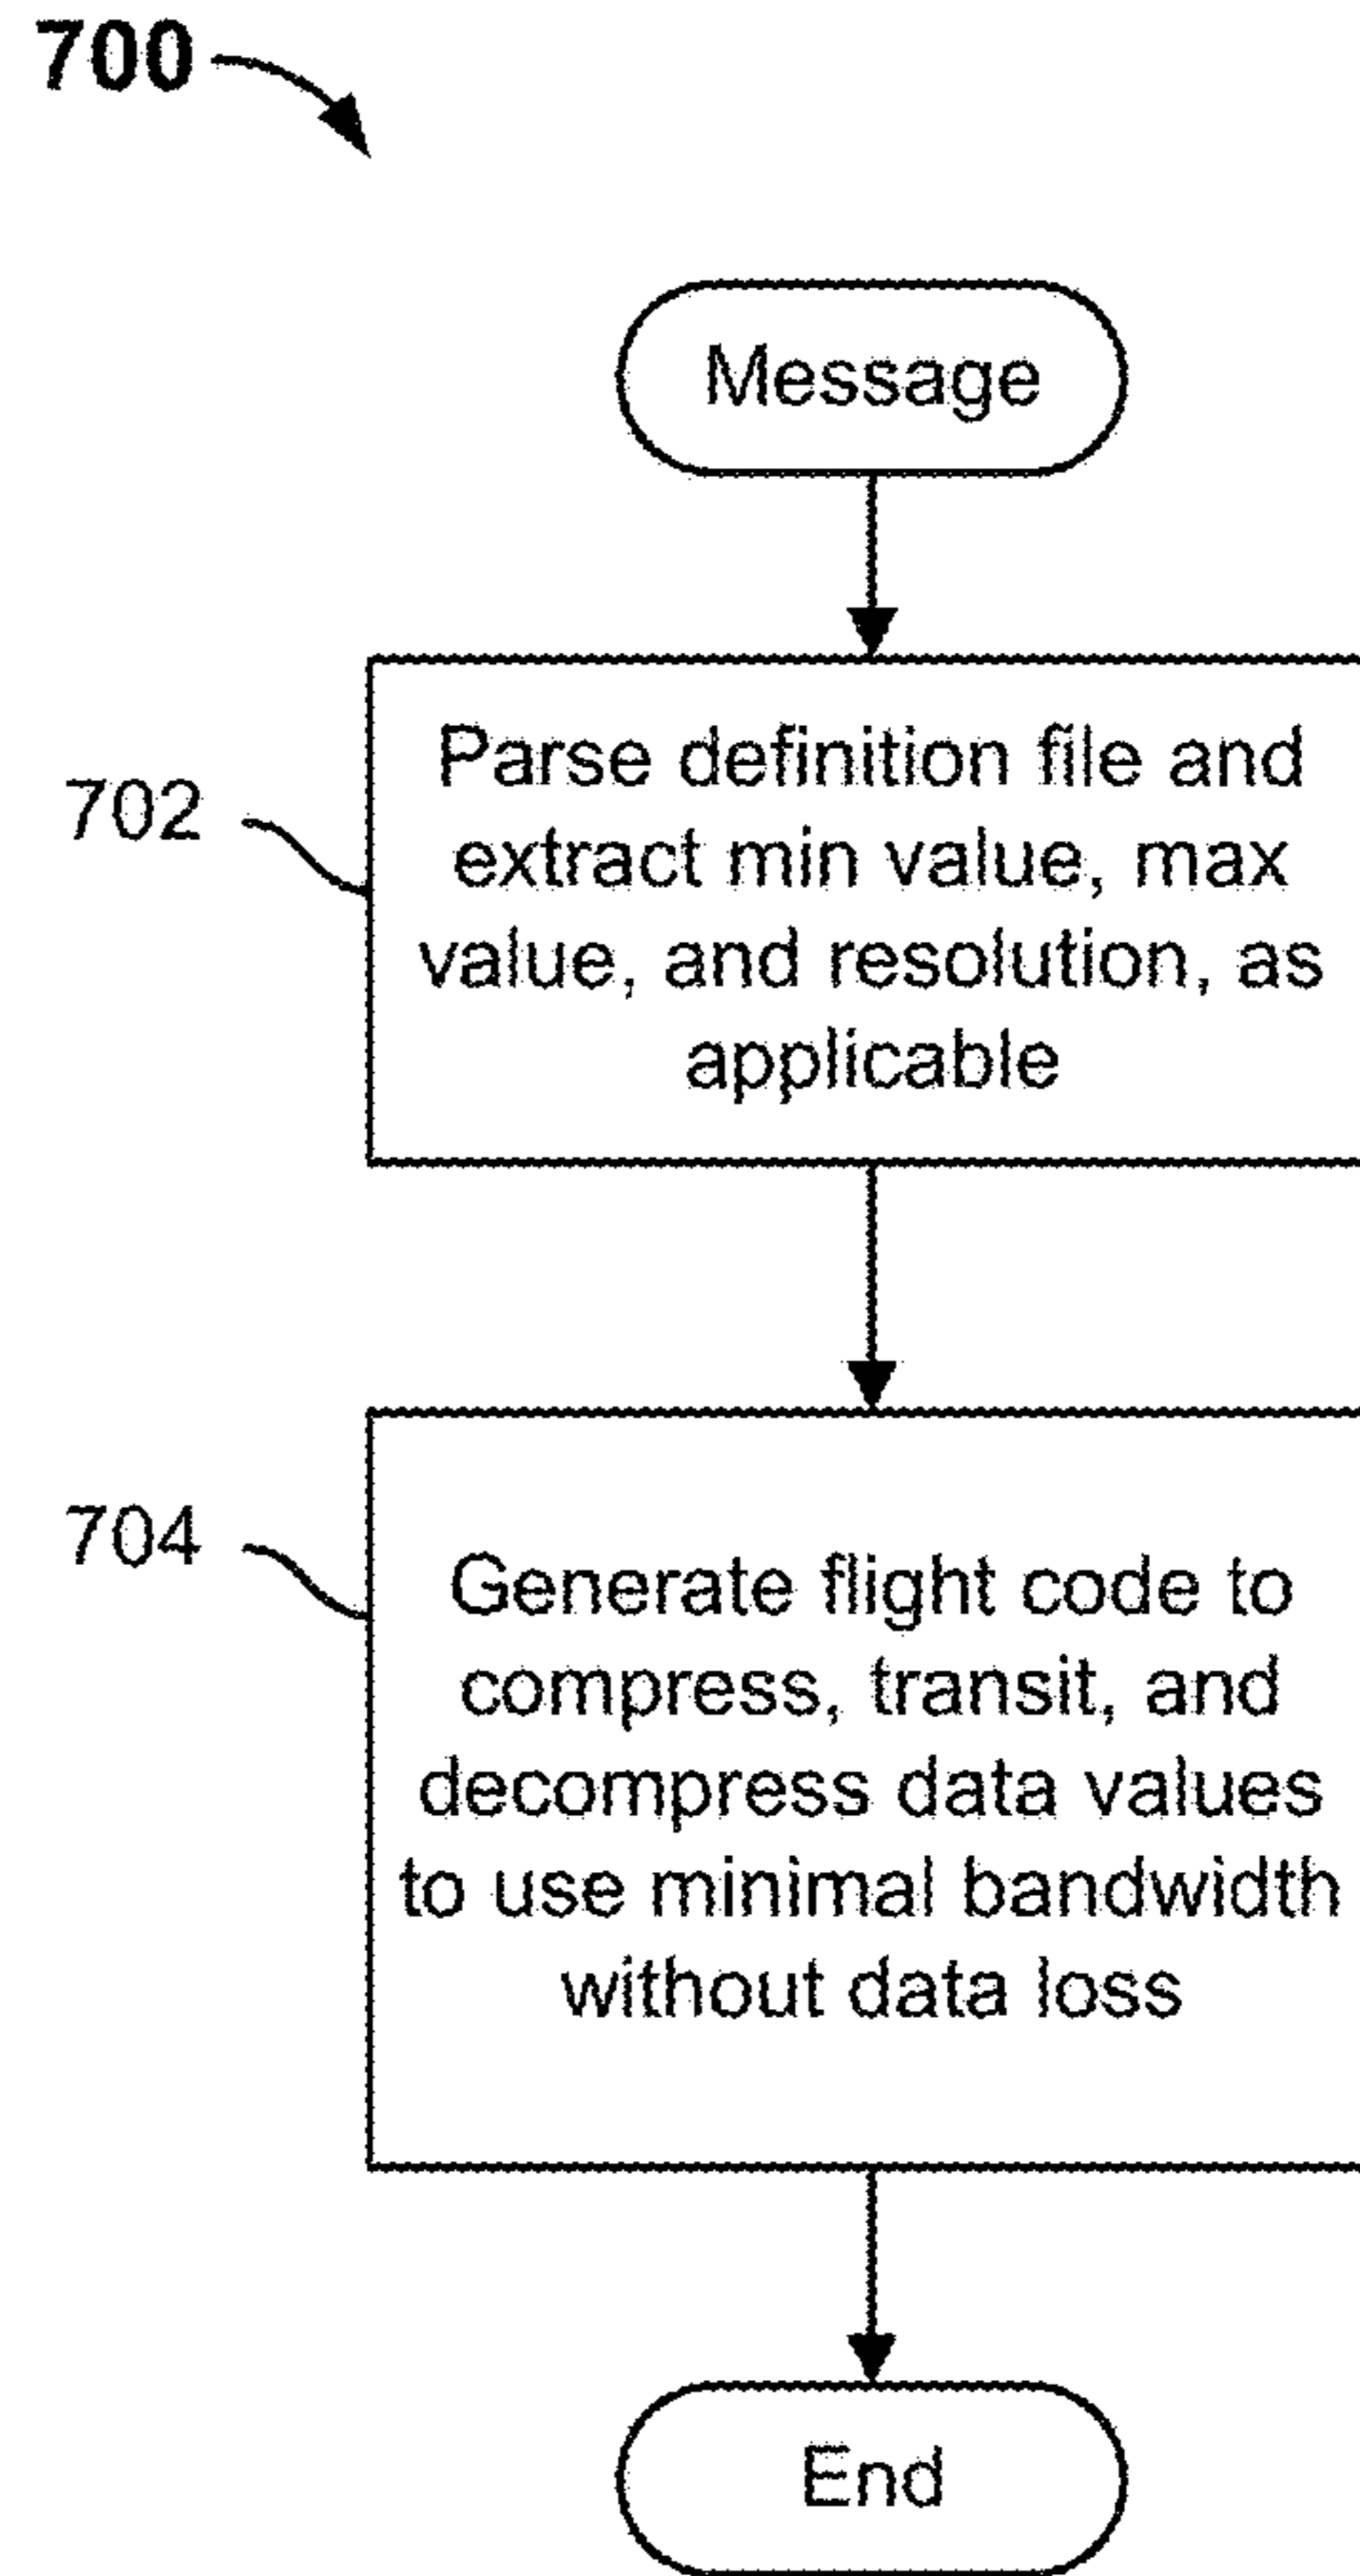 700
Message
702
Parse definition file and
extract min value, max
value, and resolution, as
applicable
704
Generate flight code to
compress, transit, and
decompress data values
to use minimal bandwidth
without data loss
End